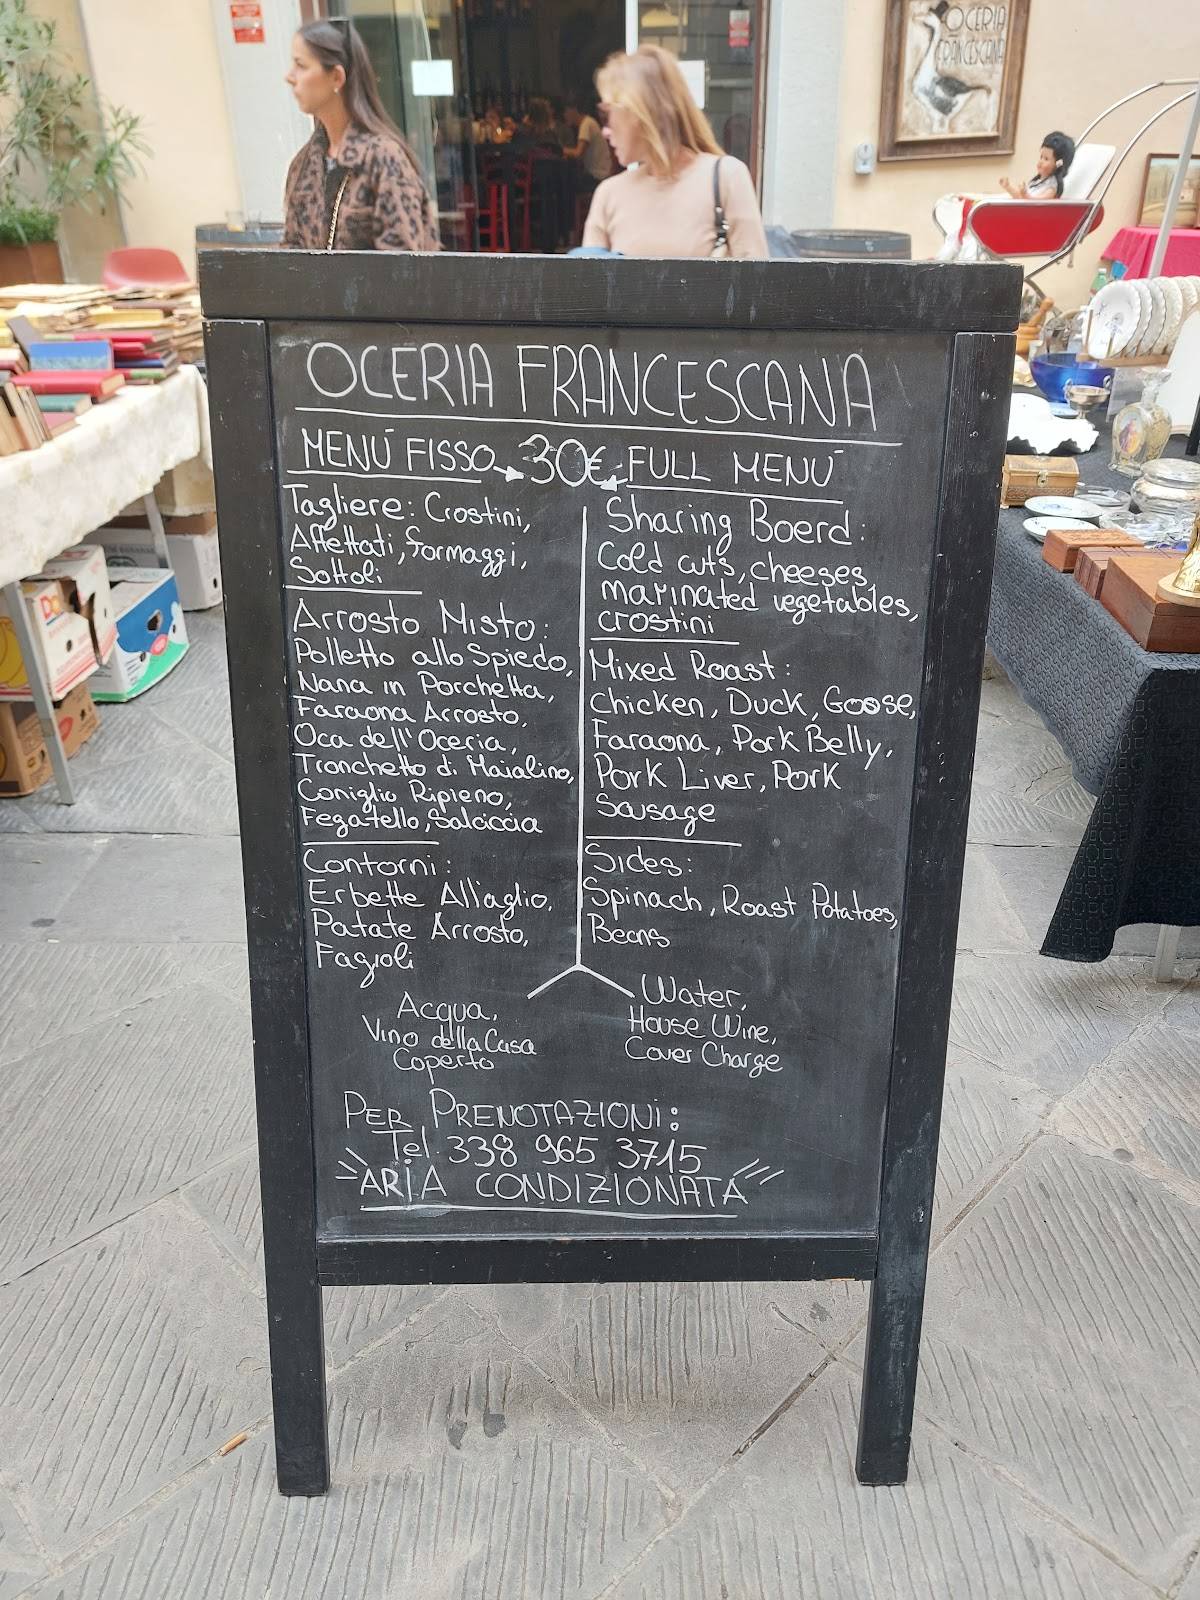 OCERIA
FRANCESCANA
OCERIA FRANCESCANA
MENÚ FISSO 30€ FULL MENÚ
Tagliere: Crostini,
Affettati, formaggi,
Sottoli
Arrosto Misto:
Polletto allo Spiedo,
Nana in Porchetta,
Faraona Arrosto,
Oca dell'Oceria,
Tronchetto di Maialino,
Coniglio Ripieno,
Fegatello, Salciccia
Contorni:
Erbette All'aglio,
Patate Arrosto,
Fagioli
Acqua,
Vino della Casa
Coperto
Sharing Boerd:
Cold cuts, cheeses,
marinated vegetables,
crostini
Mixed Roast:
Chicken, Duck, Goose,
Faraona, Pork Belly,
Pork Liver, Pork
Sausage
Sides:
Spinach, Roast Potatoes,
Beans
Water,
House Wine,
Cover Charge
PER PRENOTAZIONI:
Tel. 338 965 3715
ARIA CONDIZIONATA